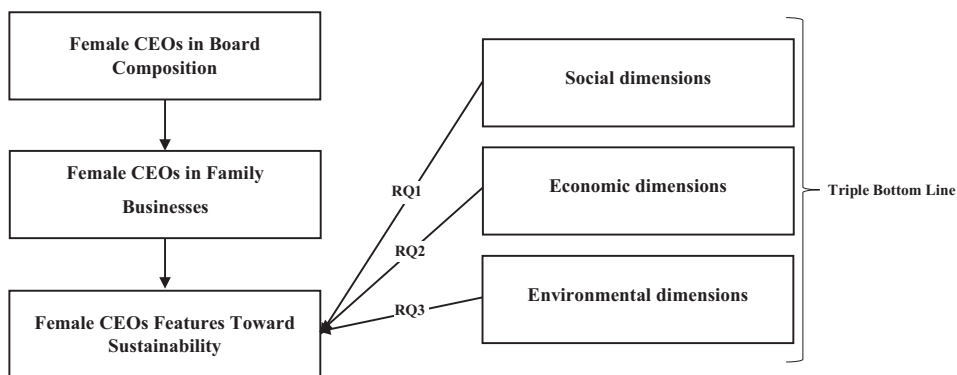 Female CEOs in Board
Composition
Female CEOs in Family
Businesses
Female CEOs Features Toward
Sustainability
RQ1
RQ2
RQ3
Social dimensions
Economic dimensions
Environmental dimensions
Triple Bottom Line